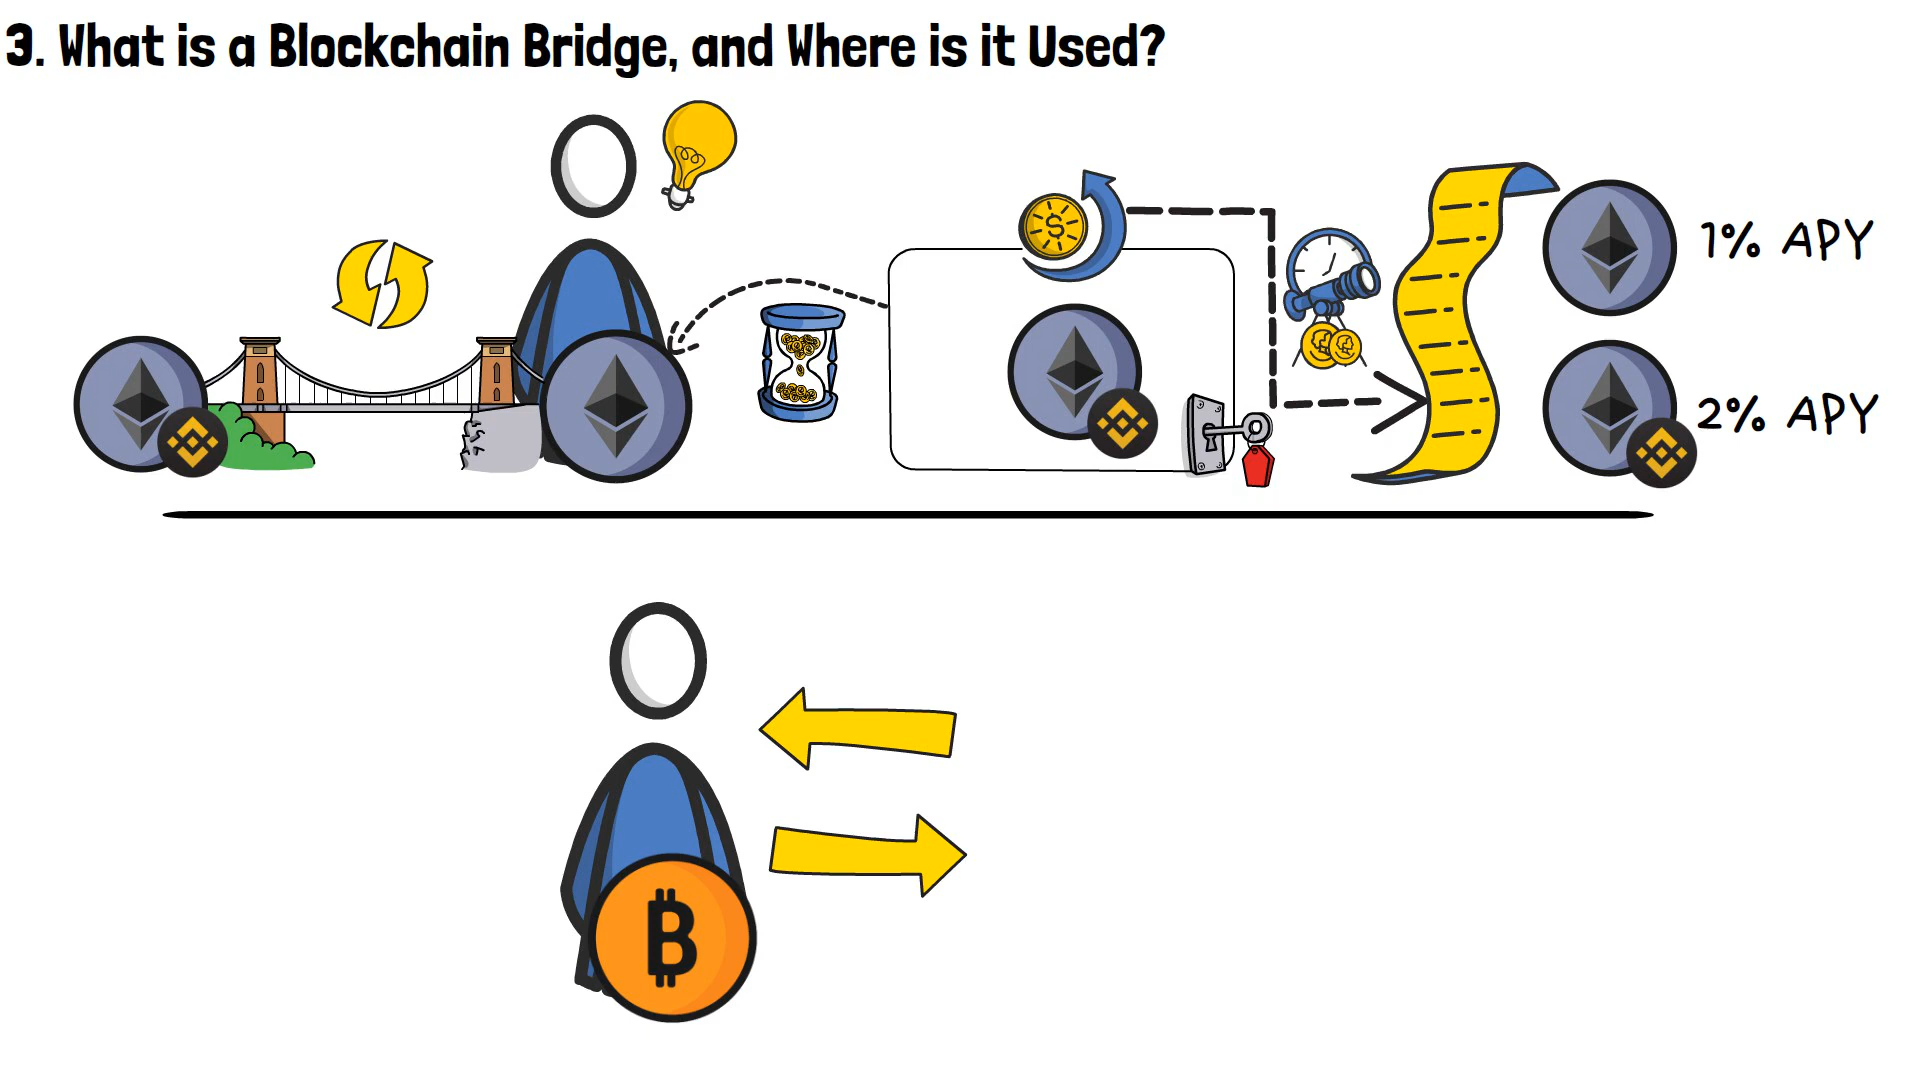 3. What is a Blockchain Bridge, and Where is it Used?
$
1% APY
2% APY
B